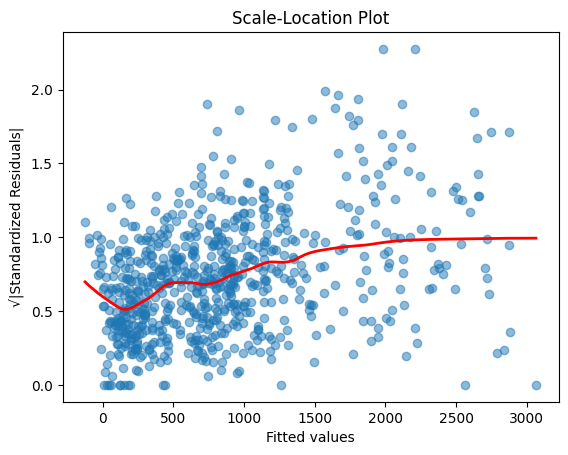 Scale-Location Plot
√|Standardized Residuals|
2.0
1.5
1.0
0.5
0.0
0 500 1000 1500 2000 2500 3000
Fitted values